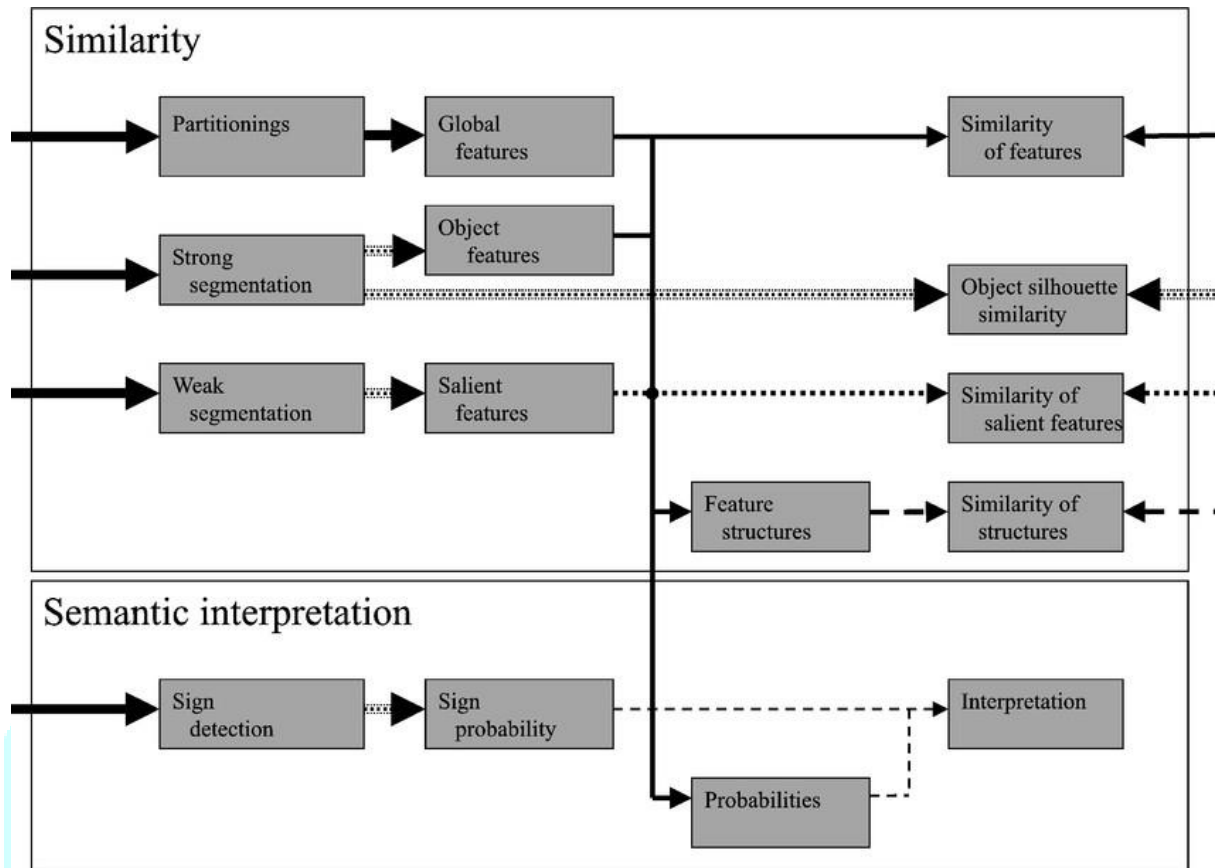 Similarity
Partitionings
Global
features
Similarity
of features
Strong
segmentation
Object
features
Object silhouette
similarity
Weak
segmentation
Salient
features
Similarity of
salient features
Feature
structures
Similarity of
structures
Semantic interpretation
Sign
detection
Sign
probability
Interpretation
Probabilities